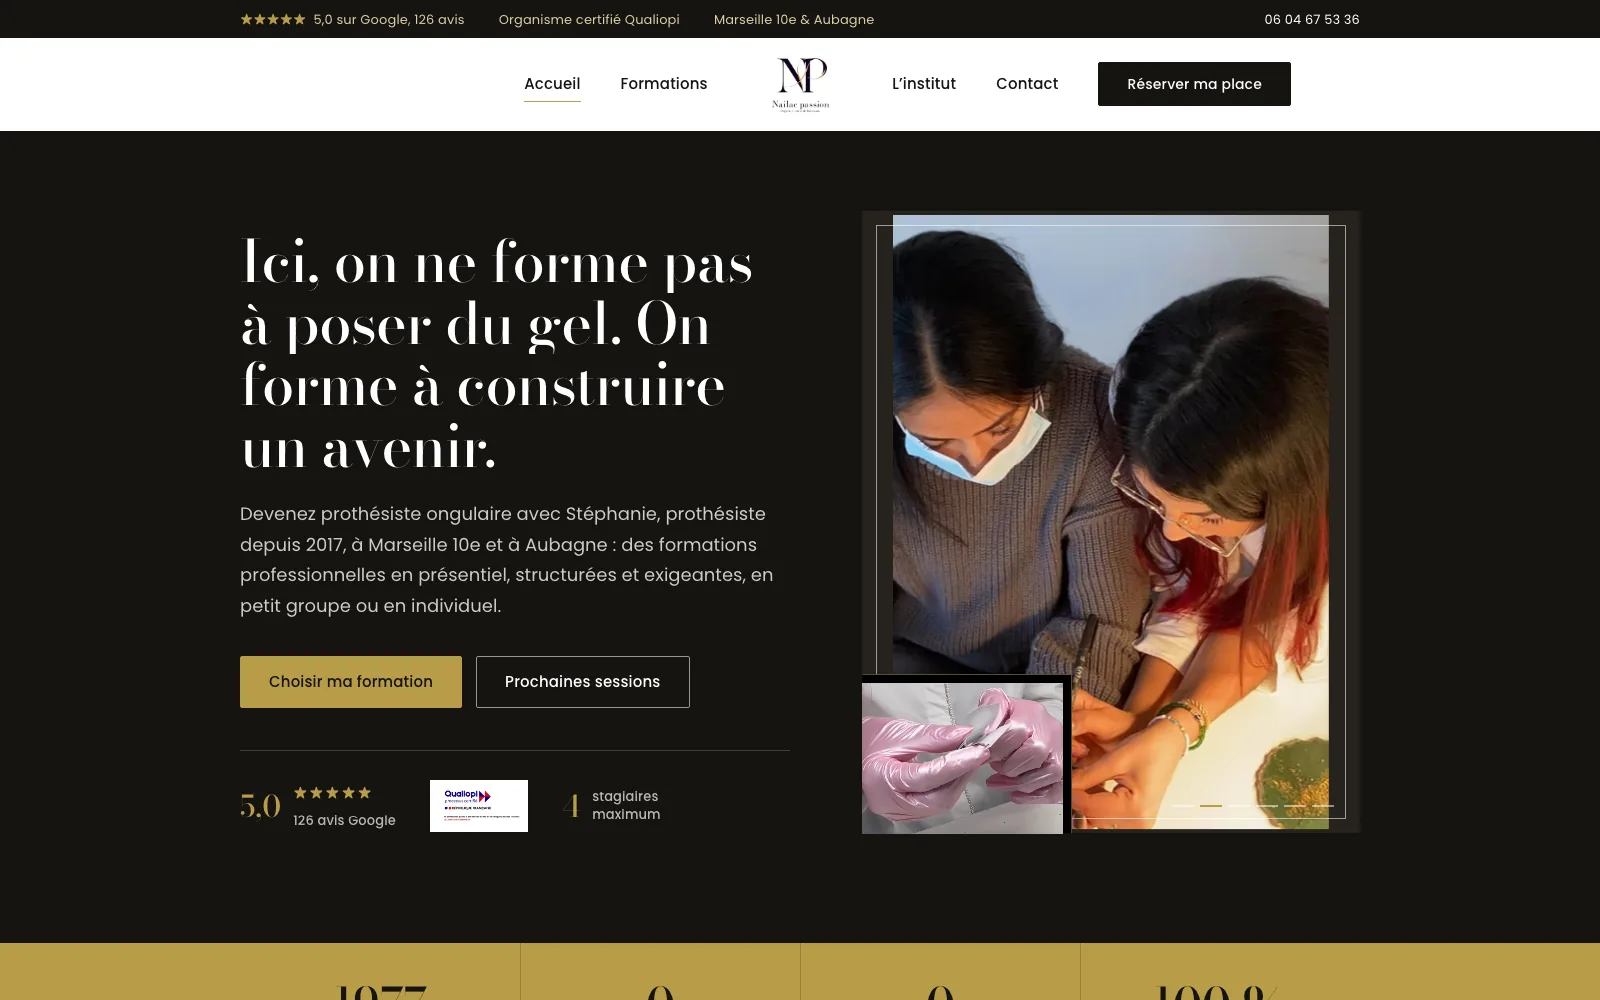 5,0 sur Google, 126 avis
Organisme certifié Qualiopi
Marseille 10e & Aubagne
06 04 67 53 36
Accueil
Formations
NP
Nailac passion
L'institut
Contact
Réserver ma place
Ici, on ne forme pas
à poser du gel. On
forme à construire
un avenir.
Devenez prothésiste ongulaire avec Stéphanie, prothésiste
depuis 2017, à Marseille 10e et à Aubagne : des formations
professionnelles en présentiel, structurées et exigeantes, en
petit groupe ou en individuel.
Choisir ma formation
Prochaines sessions
5,0
126 avis Google
Qualiopi
processus certifié
RÉPUBLIQUE FRANÇAISE
4
stagiaires
maximum